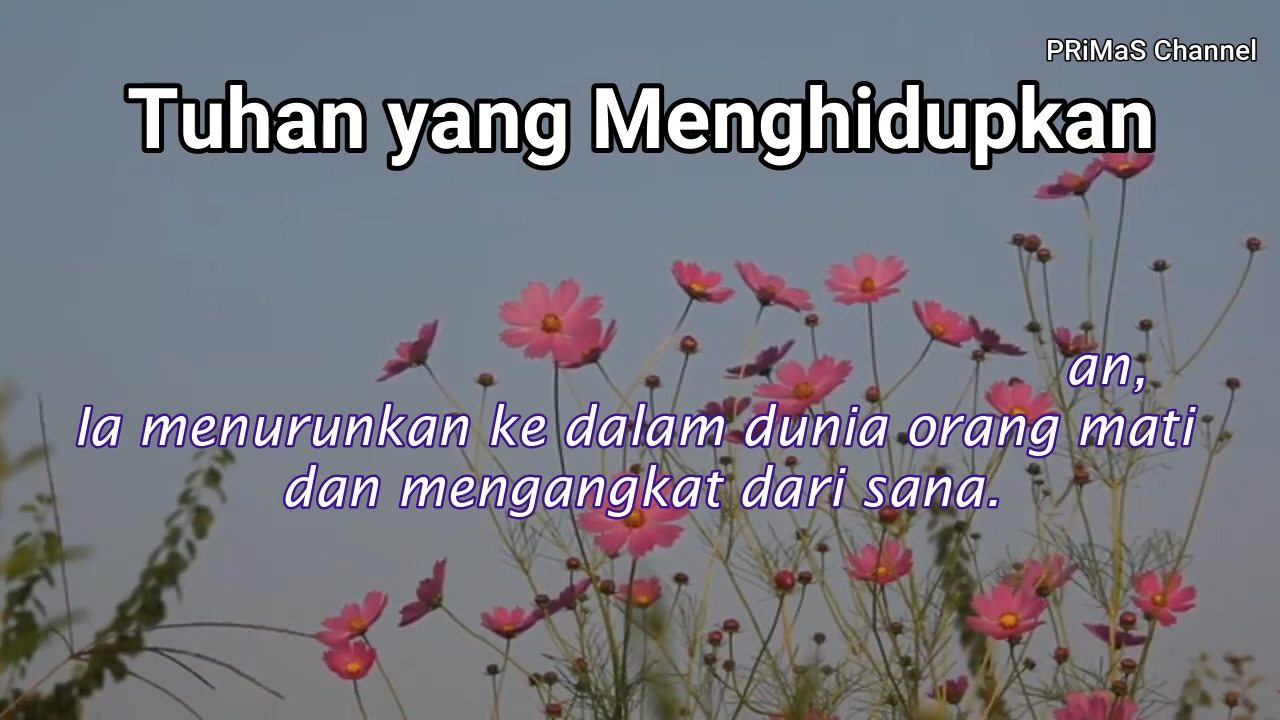 PRiMaS Channel
Tuhan yang Menghidupkan
an,
Ia menurunkan ke dalam dunia orang mati
dan mengangkat dari sana.